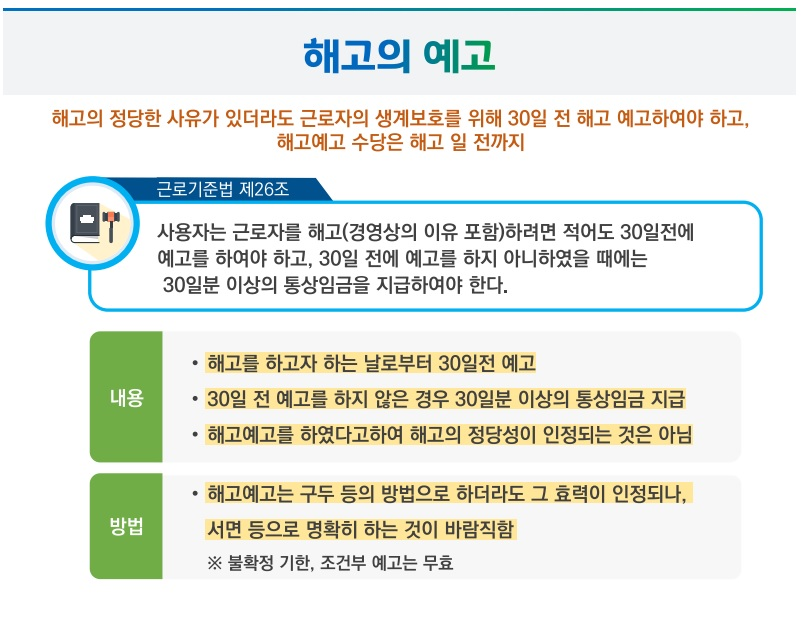 해고의 예고
해고의 정당한 사유가 있더라도 근로자의 생계보호를 위해 30일 전 해고 예고하여야 하고,
해고예고 수당은 해고 일 전까지
근로기준법 제26조
사용자는 근로자를 해고(경영상의 이유 포함)하려면 적어도 30일전에
예고를 하여야 하고, 30일 전에 예고를 하지 아니하였을 때에는
30일분 이상의 통상임금을 지급하여야 한다.
내용
• 해고를 하고자 하는 날로부터 30일전 예고
• 30일 전 예고를 하지 않은 경우 30일분 이상의 통상임금 지급
• 해고예고를 하였다고하여 해고의 정당성이 인정되는 것은 아님
방법
• 해고예고는 구두 등의 방법으로 하더라도 그 효력이 인정되나,
서면 등으로 명확히 하는 것이 바람직함
※ 불확정 기한, 조건부 예고는 무효